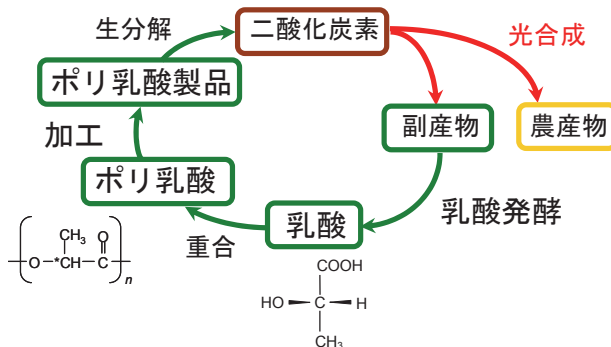 生分解
二酸化炭素
光合成
ポリ乳酸製品
副産物
農産物
加工
ポリ乳酸
乳酸
乳酸発酵
重合
CH3
O
O
*CH
C
n
COOH
HO
C
H
CH3